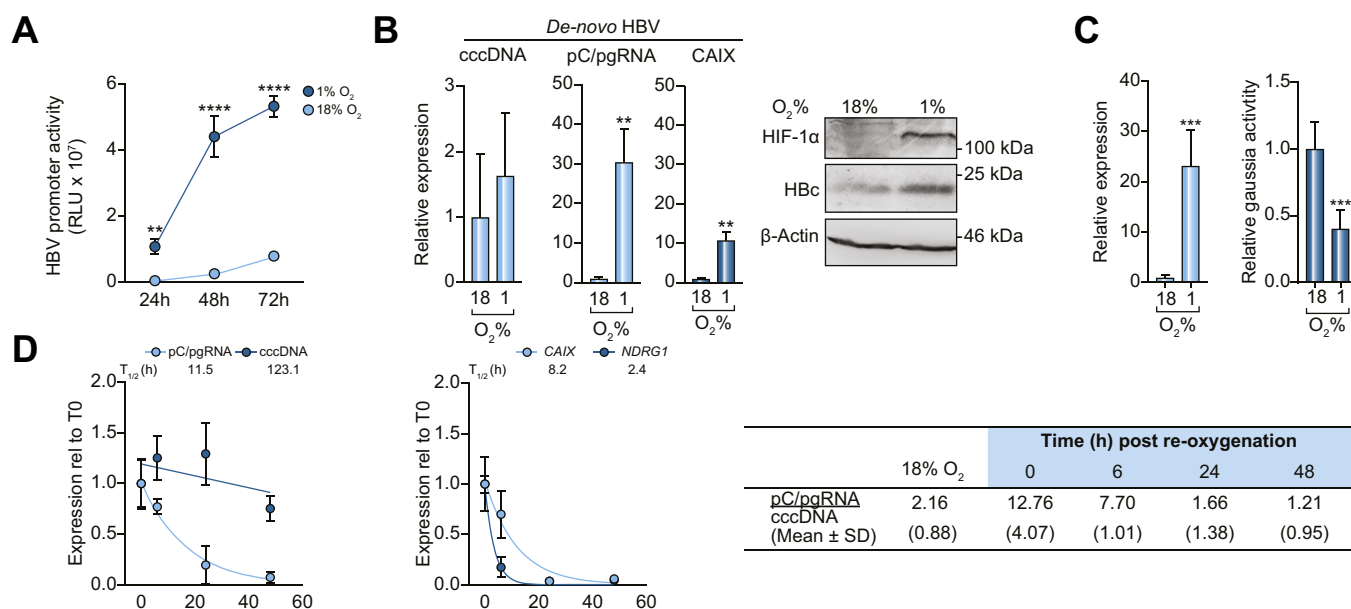 A
HBV promoter activity
(RLU x 10⁷)
6
4
2
0
**
****
****
24h
48h
72h
1% O₂
18% O₂
B
De-novo HBV
cccDNA
pC/pgRNA
CAIX
Relative expression
3
2
1
0
50
40
30
20
10
0
**
50
40
30
20
10
0
**
18 1
O₂%
18 1
O₂%
18 1
O₂%
O₂% 18% 1%
HIF-1α
-100 kDa
-25 kDa
HBc
β-Actin
-46 kDa
C
Relative expression
40
30
20
10
0
***
18 1
O₂%
Relative gaussia activtity
1.5
1.0
0.5
0.0
***
18 1
O₂%
D
pC/pgRNA cccDNA
T1/2 (h) 11.5 123.1
Expression rel to T0
2.0
1.5
1.0
0.5
0.0
0 20 40 60
CAIX NDRG1
T1/2 (h) 8.2 2.4
Expression rel to T0
2.0
1.5
1.0
0.5
0.0
0 20 40 60
Time (h) post re-oxygenation
18% O₂ 0 6 24 48
pC/pgRNA 2.16 12.76 7.70 1.66 1.21
cccDNA
(Mean ± SD) (0.88) (4.07) (1.01) (1.38) (0.95)